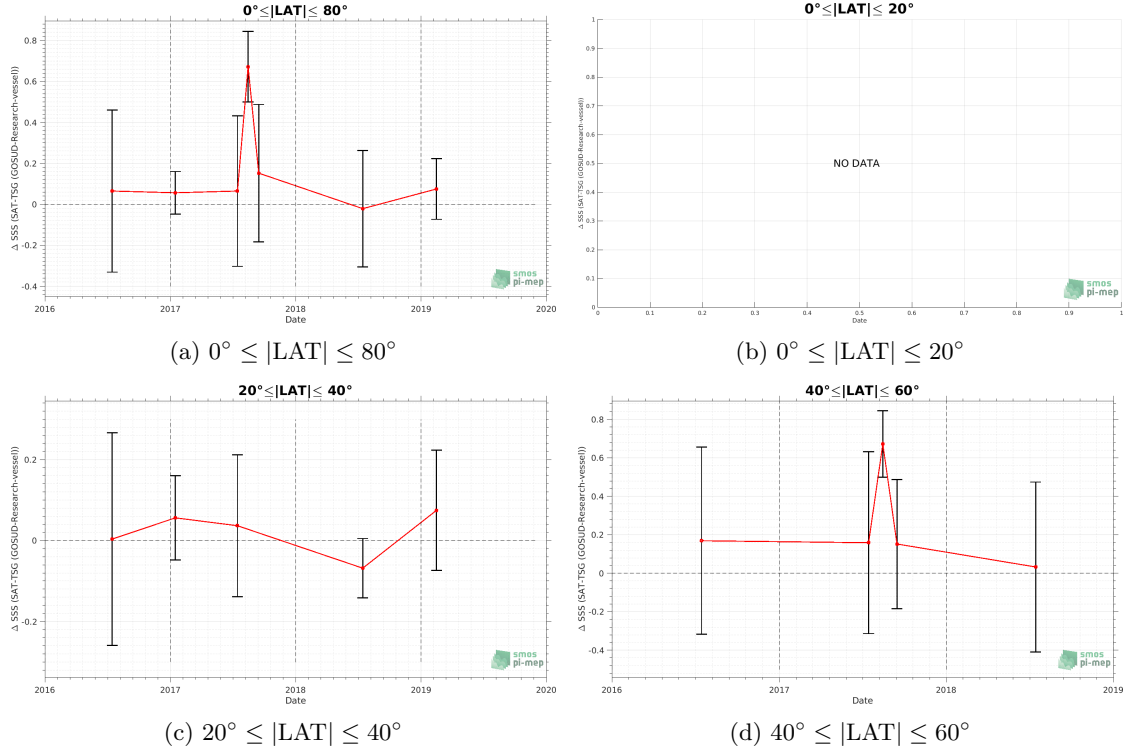 0°≤|LAT|≤ 80°
Δ SSS (SAT-TSG (GOSUD-Research-vessel))
0.8
0.6
0.4
0.2
0
-0.2
-0.4
2016
2017
2018
2019
2020
Date
smos
pi-mep
(a) 0° ≤ |LAT| ≤ 80°
0°≤|LAT|≤ 20°
Δ SSS (SAT-TSG (GOSUD-Research-vessel))
1
0.9
0.8
0.7
0.6
0.5
0.4
0.3
0.2
0.1
0
NO DATA
0
0.1
0.2
0.3
0.4
0.5
0.6
0.7
0.8
0.9
1
Date
smos
pi-mep
(b) 0° ≤ |LAT| ≤ 20°
20°≤|LAT|≤ 40°
Δ SSS (SAT-TSG (GOSUD-Research-vessel))
0.2
0
-0.2
2016
2017
2018
2019
2020
Date
smos
pi-mep
(c) 20° ≤ |LAT| ≤ 40°
40°≤|LAT|≤ 60°
Δ SSS (SAT-TSG (GOSUD-Research-vessel))
0.8
0.6
0.4
0.2
0
-0.2
-0.4
2016
2017
2018
2019
Date
smos
pi-mep
(d) 40° ≤ |LAT| ≤ 60°